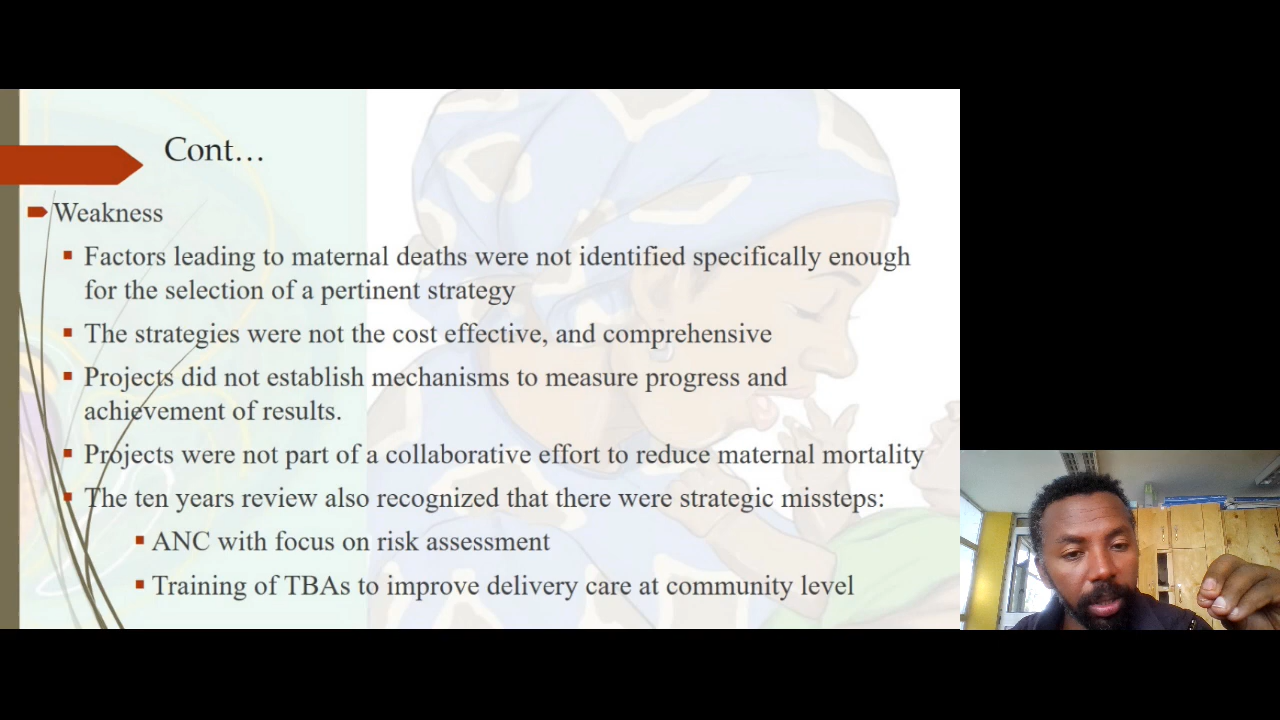 Cont…
Weakness
Factors leading to maternal deaths were not identified specifically enough
for the selection of a pertinent strategy
The strategies were not the cost effective, and comprehensive
Projects did not establish mechanisms to measure progress and
achievement of results.
Projects were not part of a collaborative effort to reduce maternal mortality
The ten years review also recognized that there were strategic missteps:
ANC with focus on risk assessment
Training of TBAs to improve delivery care at community level